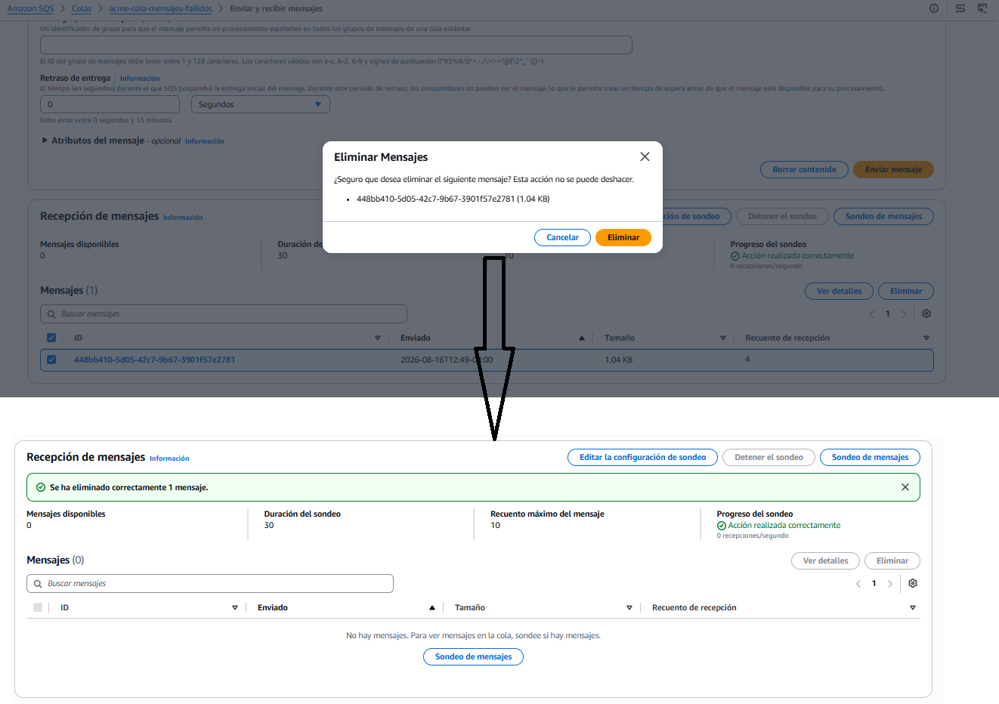 Amazon SQS > Colas > acme-cola-mensajes-fallidos > Enviar y recibir mensajes
Un identificador de grupo para que el mensaje permita un procesamiento equitativo en todos los grupos de mensajes de una cola estándar.
El ID del grupo de mensajes debe tener entre 1 y 128 caracteres. Los caracteres válidos son a-z, A-Z, 0-9 y signos de puntuación (!"#$%&'()*+,-./:;<=>?@[\]^_`{|}~).
Retraso de entrega Información
El tiempo (en segundos) durante el que SQS pospondrá la entrega inicial del mensaje. Durante este período de retraso, los consumidores no pueden ver el mensaje, lo que le permite crear un tiempo de espera antes de que el mensaje esté disponible para su procesamiento.
0 Segundos
Debe estar entre 0 segundos y 15 minutos.
Atributos del mensaje - opcional Información
Borrar contenido Enviar mensaje
Eliminar Mensajes
¿Seguro que desea eliminar el siguiente mensaje? Esta acción no se puede deshacer.
• 448bb410-5d05-42c7-9b67-3901f57e2781 (1.04 KB)
Cancelar Eliminar
Recepción de mensajes Información
ción de sondeo Detener el sondeo Sondeo de mensajes
Mensajes disponibles
0
Duración de
30
10
Progreso del sondeo
Acción realizada correctamente
0 recepciones/segundo
Mensajes (1)
Ver detalles Eliminar
Buscar mensajes
1
ID Enviado Tamaño Recuento de recepción
448bb410-5d05-42c7-9b67-3901f57e2781 2026-08-16T12:49- :00 1.04 KB 4
Recepción de mensajes Información
Editar la configuración de sondeo Detener el sondeo Sondeo de mensajes
Se ha eliminado correctamente 1 mensaje.
Mensajes disponibles
0
Duración del sondeo
30
Recuento máximo del mensaje
10
Progreso del sondeo
Acción realizada correctamente
0 recepciones/segundo
Mensajes (0)
Ver detalles Eliminar
Buscar mensajes
1
ID Enviado Tamaño Recuento de recepción
No hay mensajes. Para ver mensajes en la cola, sondee si hay mensajes.
Sondeo de mensajes